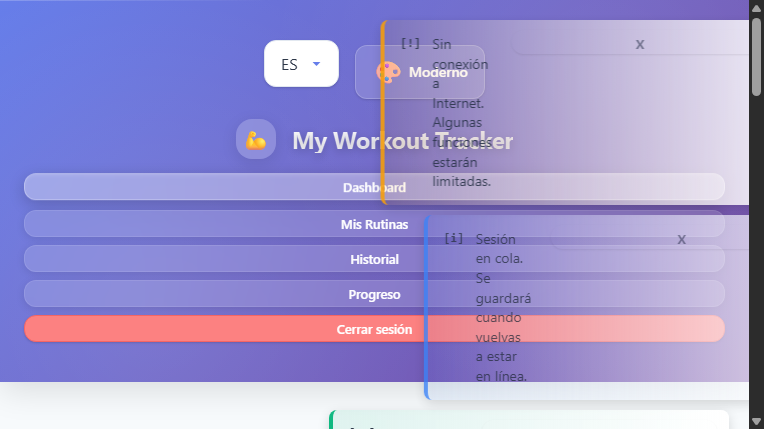 ES
Moderno
My Workout Tracker
Dashboard
Mis Rutinas
Historial
Progreso
Cerrar sesión
[!] Sin
conexión
a
Internet.
Algunas
funciones
estarán
limitadas.
X
[i] Sesión
en cola.
Se
guardará
cuando
vuelvas
a estar
en línea.
X